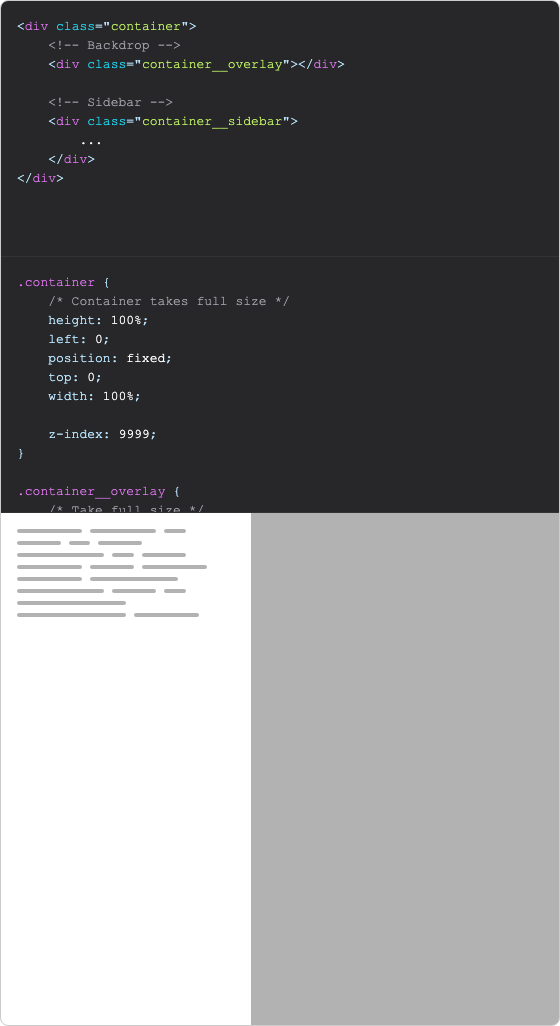 <div class="container">
    <!-- Backdrop -->
    <div class="container__overlay"></div>
    <!-- Sidebar -->
    <div class="container__sidebar">
        ...
    </div>
</div>
.container {
    /* Container takes full size */
    height: 100%;
    left: 0;
    position: fixed;
    top: 0;
    width: 100%;
    z-index: 9999;
}
.container__overlay {
    /* Take full size */